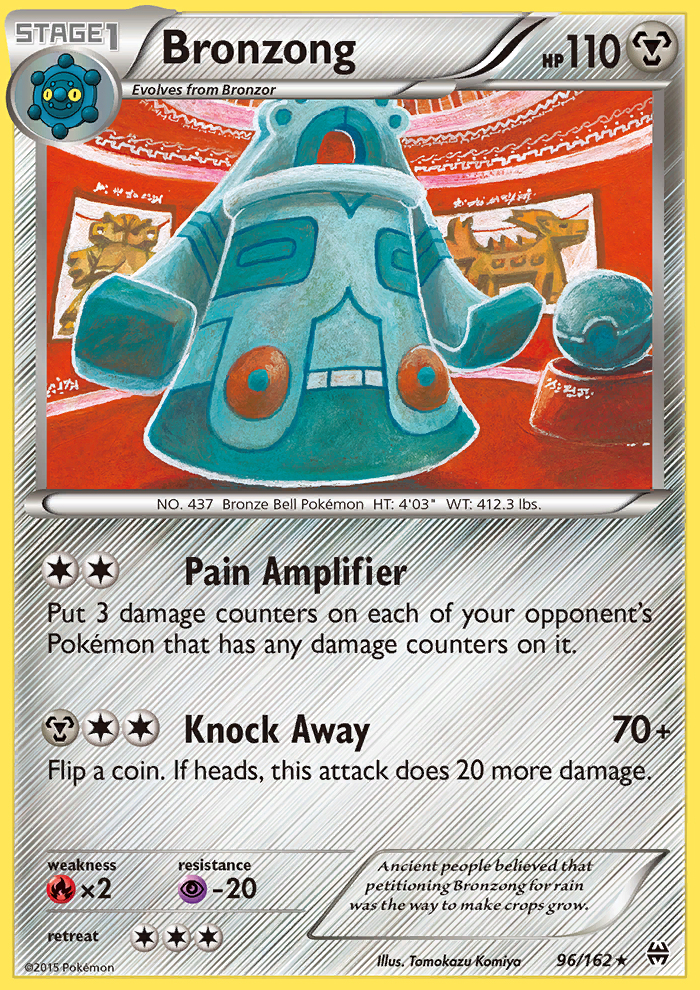 STAGE1
Bronzong
HP110
Evolves from Bronzor
NO. 437 Bronze Bell Pokémon HT: 4'03" WT: 412.3 lbs.
Pain Amplifier
Put 3 damage counters on each of your opponent's
Pokémon that has any damage counters on it.
Knock Away 70+
Flip a coin. If heads, this attack does 20 more damage.
weakness
×2
resistance
-20
retreat
Ancient people believed that
petitioning Bronzong for rain
was the way to make crops grow.
©2015 Pokémon
Illus. Tomokazu Komiya
96/162★